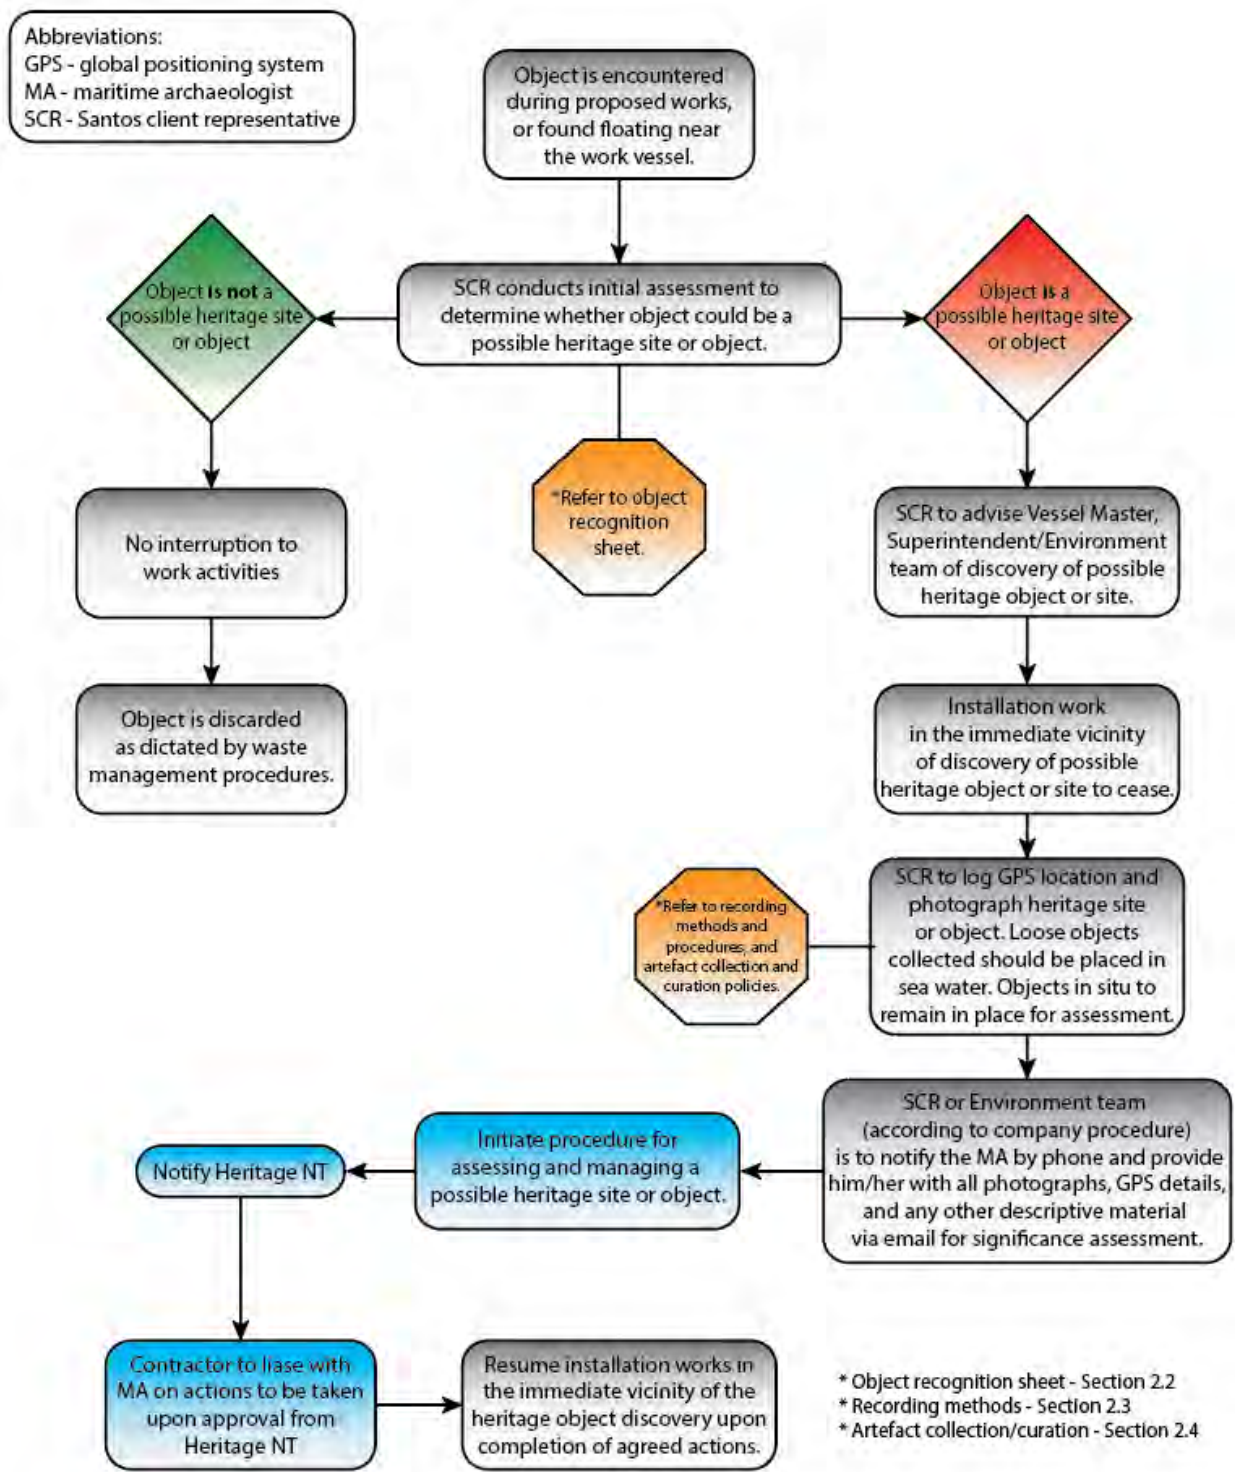 Abbreviations:
GPS - global positioning system
MA - maritime archaeologist
SCR - Santos client representative
Object is encountered
during proposed works,
or found floating near
the work vessel.
Object is not a
possible heritage site
or object
SCR conducts initial assessment to
determine whether object could be a
possible heritage site or object.
Object is a
possible heritage site
or object
*Refer to object
recognition
sheet.
No interruption to
work activities
SCR to advise Vessel Master,
Superintendent/Environment
team of discovery of possible
heritage object or site.
Object is discarded
as dictated by waste
management procedures.
Installation work
in the immediate vicinity
of discovery of possible
heritage object or site to cease.
*Refer to recording
methods and
procedures, and
artefact collection and
curation policies.
SCR to log GPS location and
photograph heritage site
or object. Loose objects
collected should be placed in
sea water. Objects in situ to
remain in place for assessment.
SCR or Environment team
(according to company procedure)
is to notify the MA by phone and provide
him/her with all photographs, GPS details,
and any other descriptive material
via email for significance assessment.
Initiate procedure for
assessing and managing a
possible heritage site or object.
Notify Heritage NT
Contractor to liase with
MA on actions to be taken
upon approval from
Heritage NT
Resume installation works in
the immediate vicinity of the
heritage object discovery upon
completion of agreed actions.
* Object recognition sheet - Section 2.2
* Recording methods - Section 2.3
* Artefact collection/curation - Section 2.4